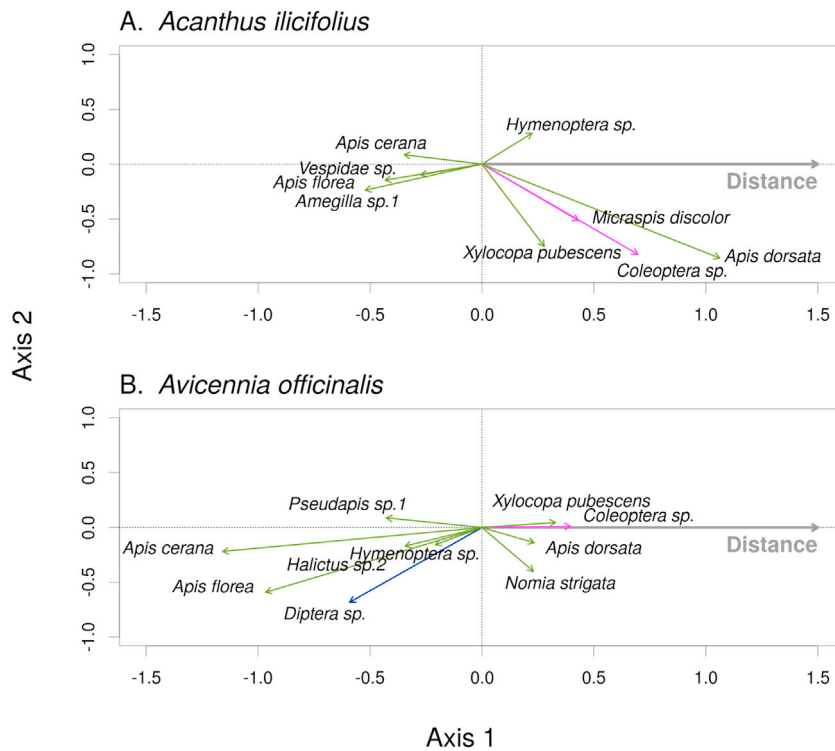 A. Acanthus ilicifolius
1.0
0.5
0.0
-0.5
-1.0
Hymenoptera sp.
Apis cerana
Vespidae sp.
Apis florea
Amegilla sp.1
Distance
Micraspis discolor
Xylocopa pubescens
Apis dorsata
Coleoptera sp.
-1.5 -1.0 -0.5 0.0 0.5 1.0 1.5
Axis 2
B. Avicennia officinalis
1.0
0.5
0.0
-0.5
-1.0
Pseudapis sp.1
Xylocopa pubescens
Coleoptera sp.
Apis cerana
Hymenoptera sp.
Apis dorsata
Distance
Halictus sp.2
Apis florea
Nomia strigata
Diptera sp.
-1.5 -1.0 -0.5 0.0 0.5 1.0 1.5
Axis 1